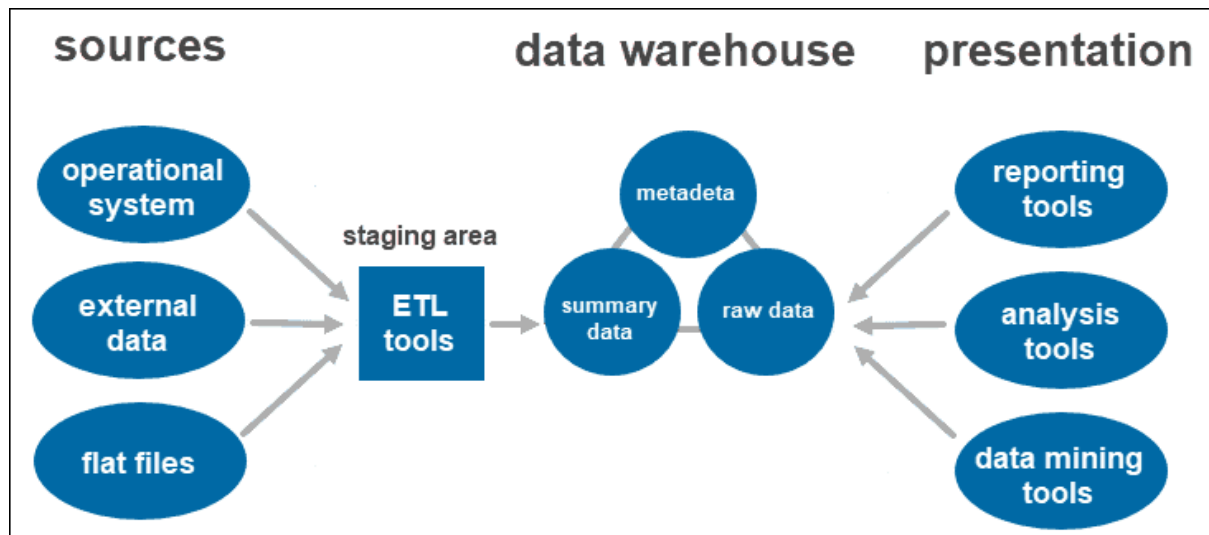 sources
data warehouse
presentation
operational
system
external
data
flat files
staging area
ETL
tools
metadeta
summary
data
raw data
reporting
tools
analysis
tools
data mining
tools